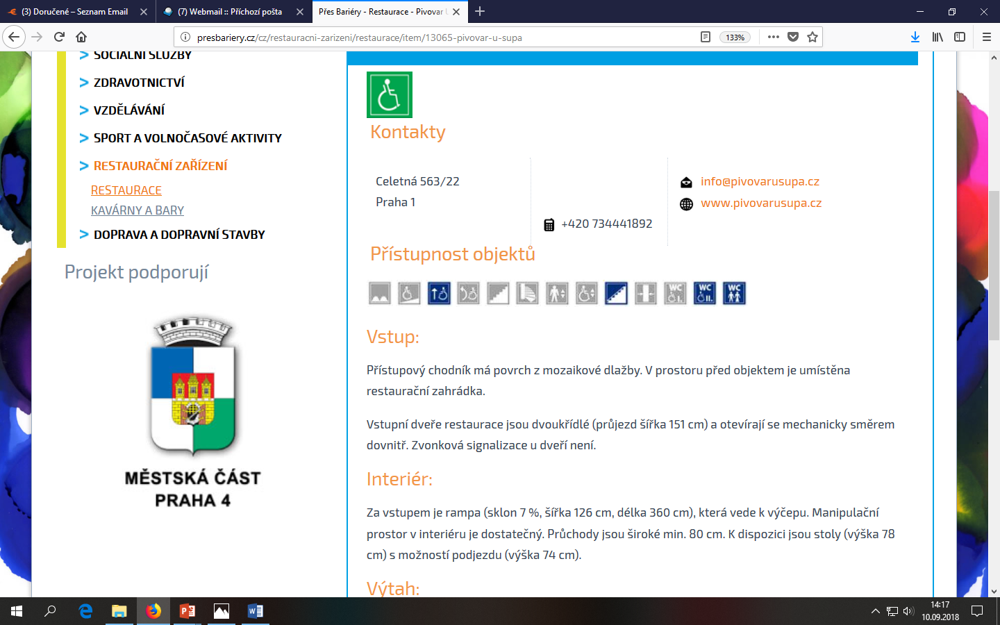 (3) Doručené – Seznam Email
(7) Webmail :: Příchozí pošta
Přes Bariéry - Restaurace - Pivovar U
presbariery.cz/cz/restauracni-zarizeni/restaurace/item/13065-pivovar-u-supa
133%
SOCIÁLNÍ SLUŽBY
ZDRAVOTNICTVÍ
VZDĚLÁVÁNÍ
SPORT A VOLNOČASOVÉ AKTIVITY
RESTAURAČNÍ ZAŘÍZENÍ
RESTAURACE
KAVÁRNY A BARY
DOPRAVA A DOPRAVNÍ STAVBY
Projekt podporují
MĚSTSKÁ ČÁST
PRAHA 4
Kontakty
Celetná 563/22
Praha 1
+420 734441892
info@pivovarusupa.cz
www.pivovarusupa.cz
Přístupnost objektů
WC I. WC II. WC
Vstup:
Přístupový chodník má povrch z mozaikové dlažby. V prostoru před objektem je umístěna
restaurační zahrádka.
Vstupní dveře restaurace jsou dvoukřídlé (průjezd šířka 151 cm) a otevírají se mechanicky směrem
dovnitř. Zvonková signalizace u dveří není.
Interiér:
Za vstupem je rampa (sklon 7 %, šířka 126 cm, délka 360 cm), která vede k výčepu. Manipulační
prostor v interiéru je dostatečný. Průchody jsou široké min. 80 cm. K dispozici jsou stoly (výška 78
cm) s možností podjezdu (výška 74 cm).
Výtah:
14:17
10.09.2018